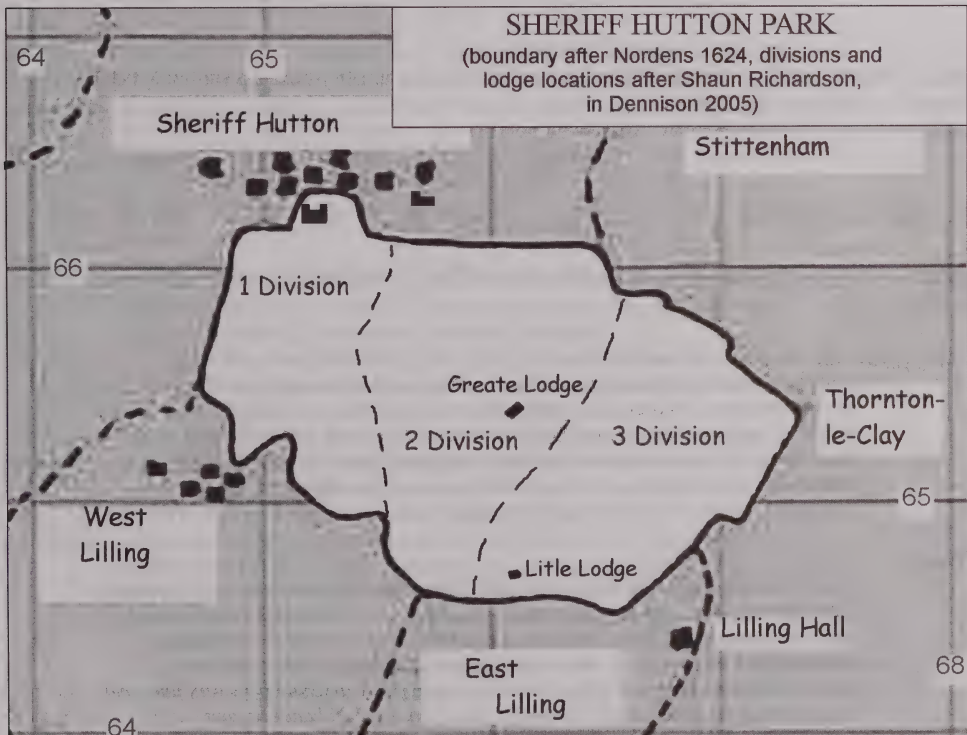 SHERIFF HUTTON PARK
(boundary after Nordens 1624, divisions and
lodge locations after Shaun Richardson,
in Dennison 2005)
64
65
Sheriff Hutton
Stittenham
66
1 Division
Greate Lodge
2 Division
3 Division
Thornton-
le-Clay
65
West
Lilling
Litle Lodge
Lilling Hall
East
Lilling
68
64